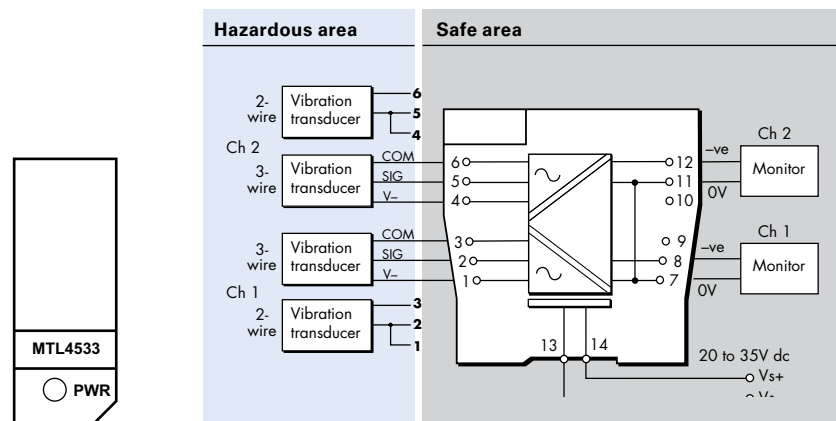 Hazardous area
Safe area
2-
wire
Vibration
transducer
6
5
4
Ch 2
3-
wire
Vibration
transducer
COM
SIG
V–
3-
wire
Vibration
transducer
COM
SIG
V–
Ch 1
2-
wire
Vibration
transducer
3
2
1
6
5
4
3
2
1
12
11
10
9
8
7
13
14
–ve
0V
Ch 2
Monitor
–ve
0V
Ch 1
Monitor
20 to 35V dc
Vs+
MTL4533
PWR